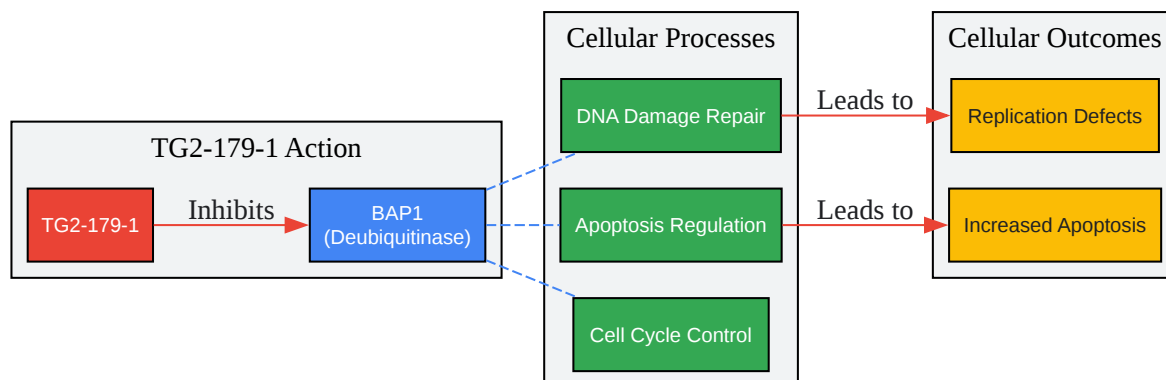 TG2-179-1 Action
TG2-179-1
Inhibits
BAP1
(Deubiquitinase)
Cellular Processes
DNA Damage Repair
Apoptosis Regulation
Cell Cycle Control
Leads to
Leads to
Cellular Outcomes
Replication Defects
Increased Apoptosis